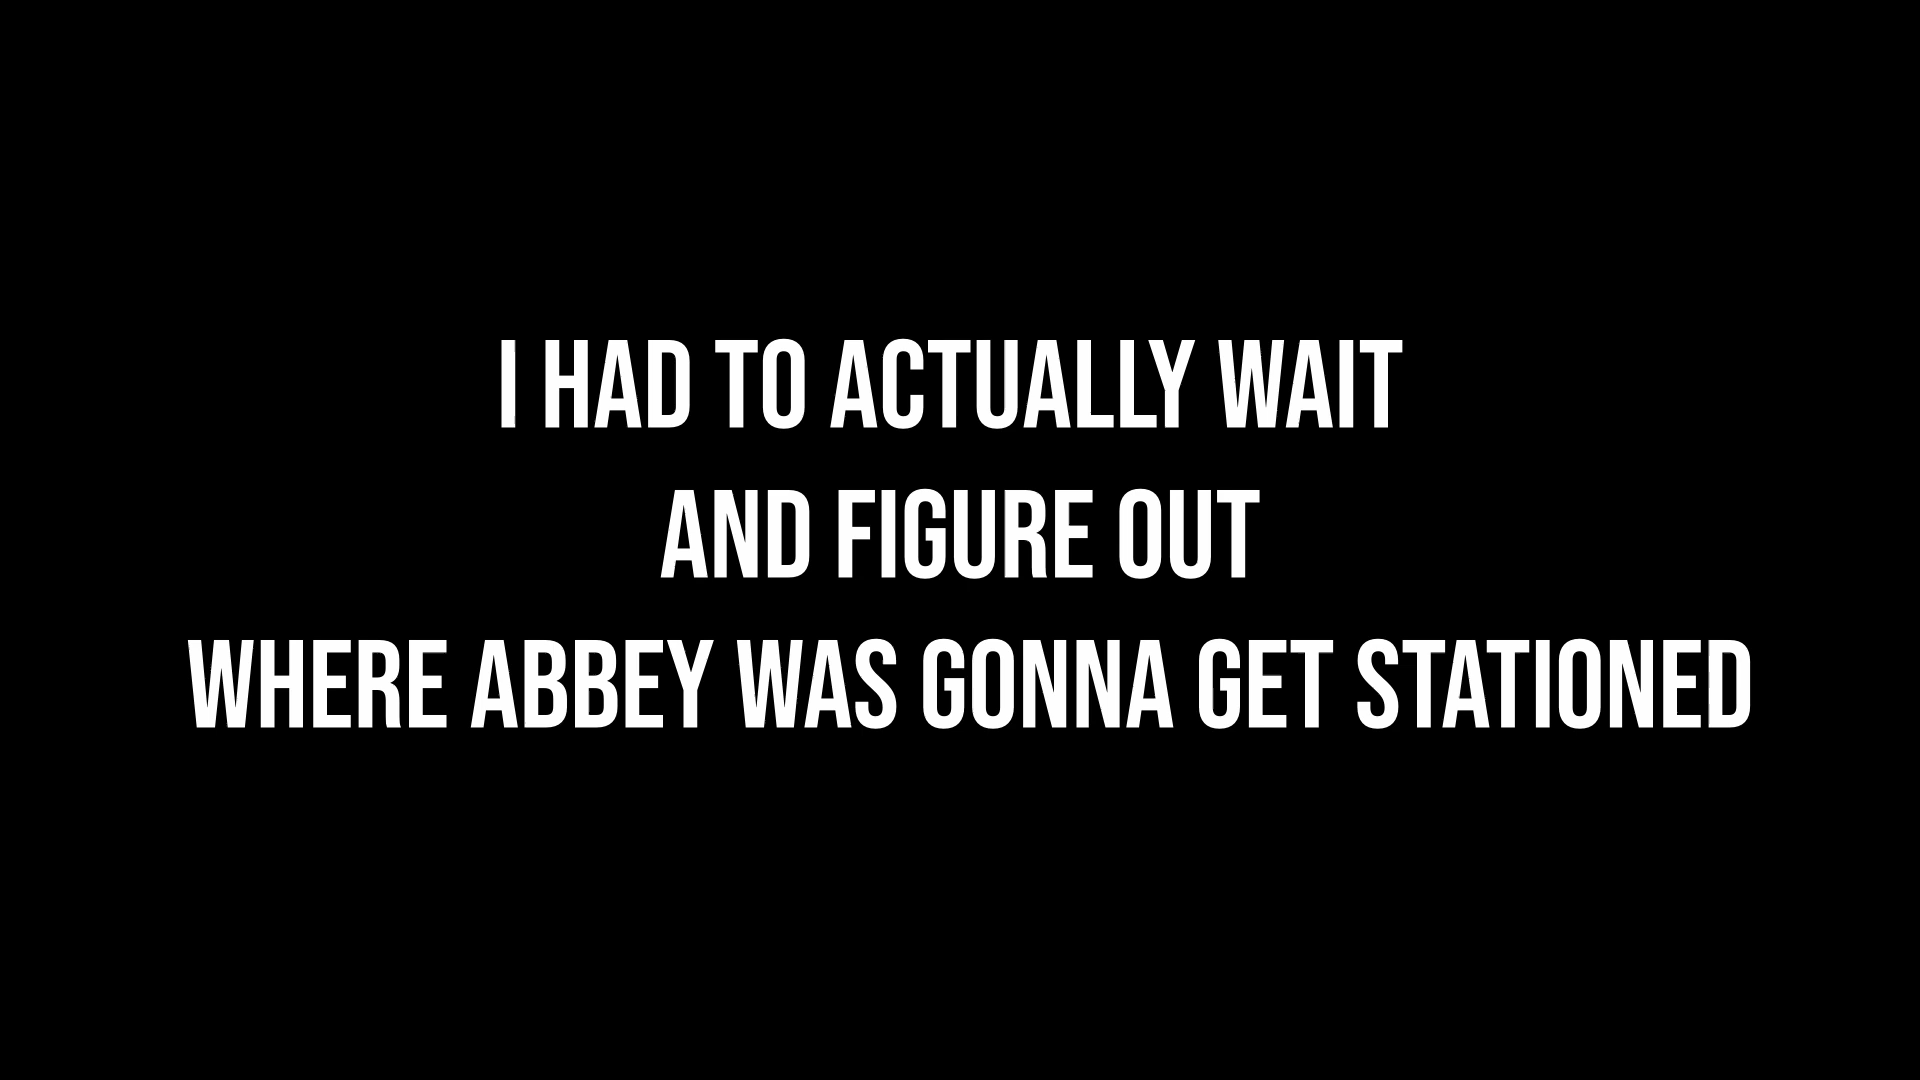 I HAD TO ACTUALLY WAIT
AND FIGURE OUT
WHERE ABBEY WAS GONNA GET STATIONED